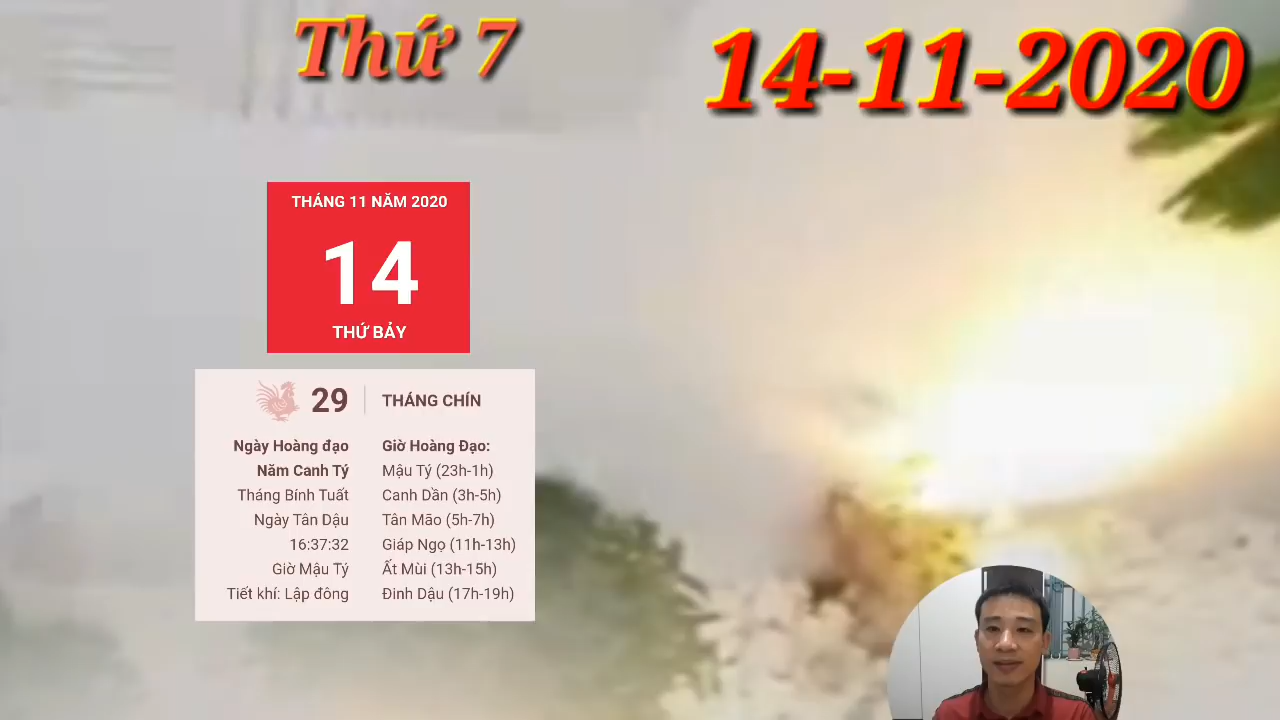 Thứ 7
14-11-2020
THÁNG 11 NĂM 2020
14
THỨ BẢY
29
THÁNG CHÍN
Ngày Hoàng đạo
Năm Canh Tý
Tháng Bính Tuất
Ngày Tân Dậu
16:37:32
Giờ Mậu Tý
Tiết khí: Lập đông
Giờ Hoàng Đạo:
Mậu Tý (23h-1h)
Canh Dần (3h-5h)
Tân Mão (5h-7h)
Giáp Ngọ (11h-13h)
Ất Mùi (13h-15h)
Đinh Dậu (17h-19h)